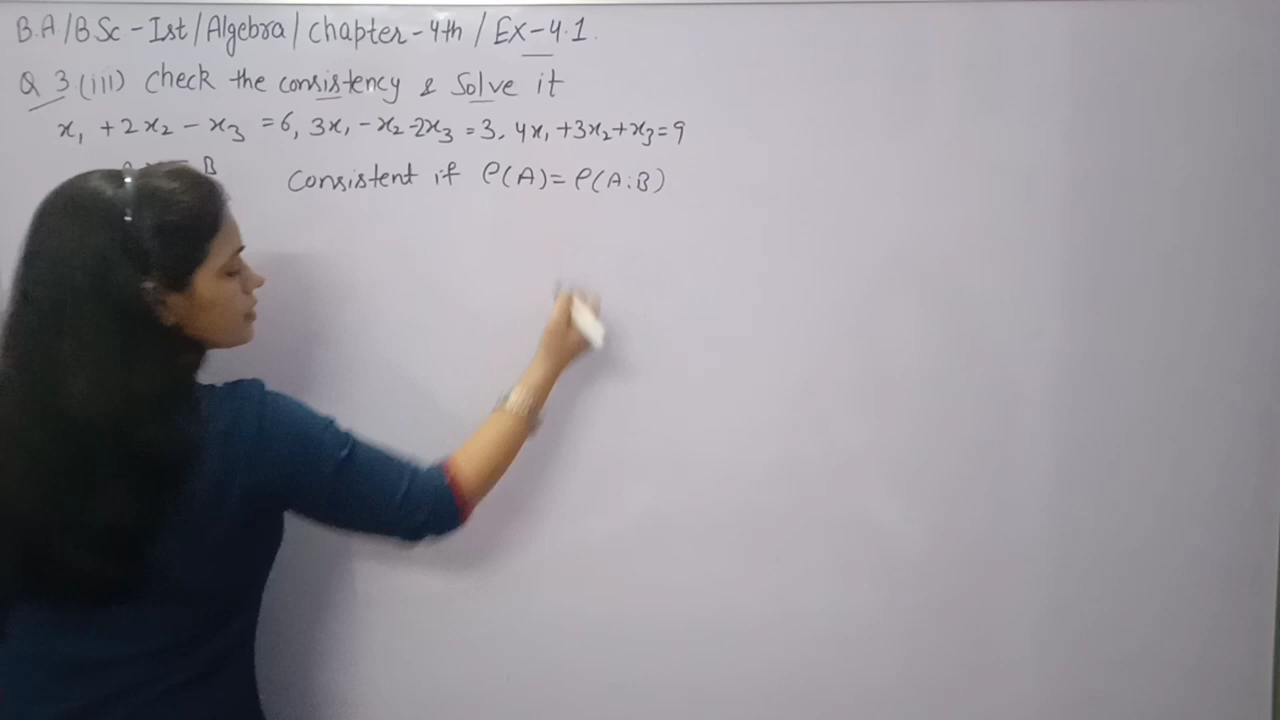 B.A/BSc - Ist / Algebra / Chapter - 4th / Ex - 4.1.
Q 3.(iii) Check the consistency & Solve it
x₁ + 2x₂ - x₃ = 6, 3x₁ - x₂ - 2x₃ = 3, 4x₁ + 3x₂ + x₃ = 9
B Consistent if ρ(A) = ρ(A:B)